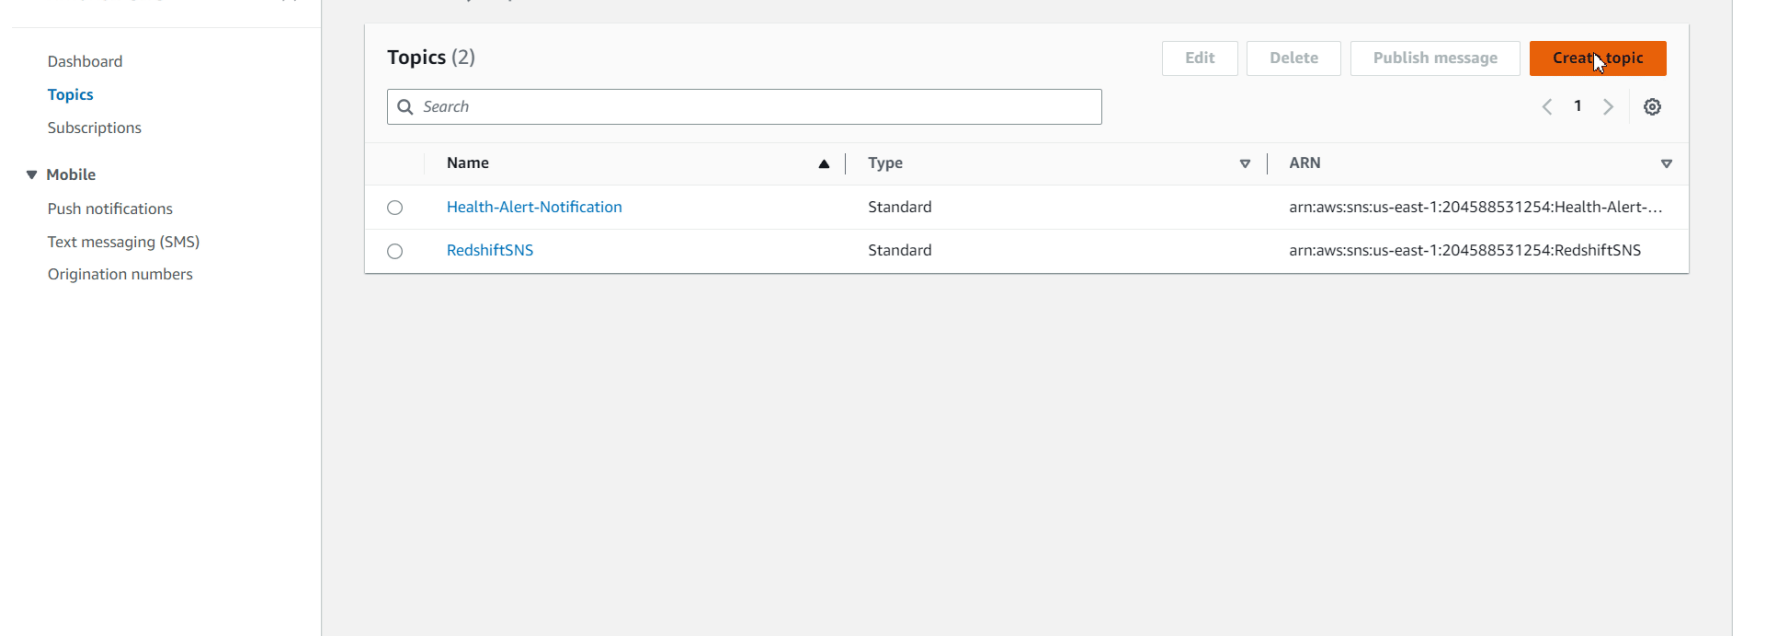 Dashboard
Topics
Subscriptions
Mobile
Push notifications
Text messaging (SMS)
Origination numbers
Topics (2)
Edit
Delete
Publish message
Create topic
Search
1
Name
Type
ARN
Health-Alert-Notification
Standard
arn:aws:sns:us-east-1:204588531254:Health-Alert-...
RedshiftSNS
Standard
arn:aws:sns:us-east-1:204588531254:RedshiftSNS